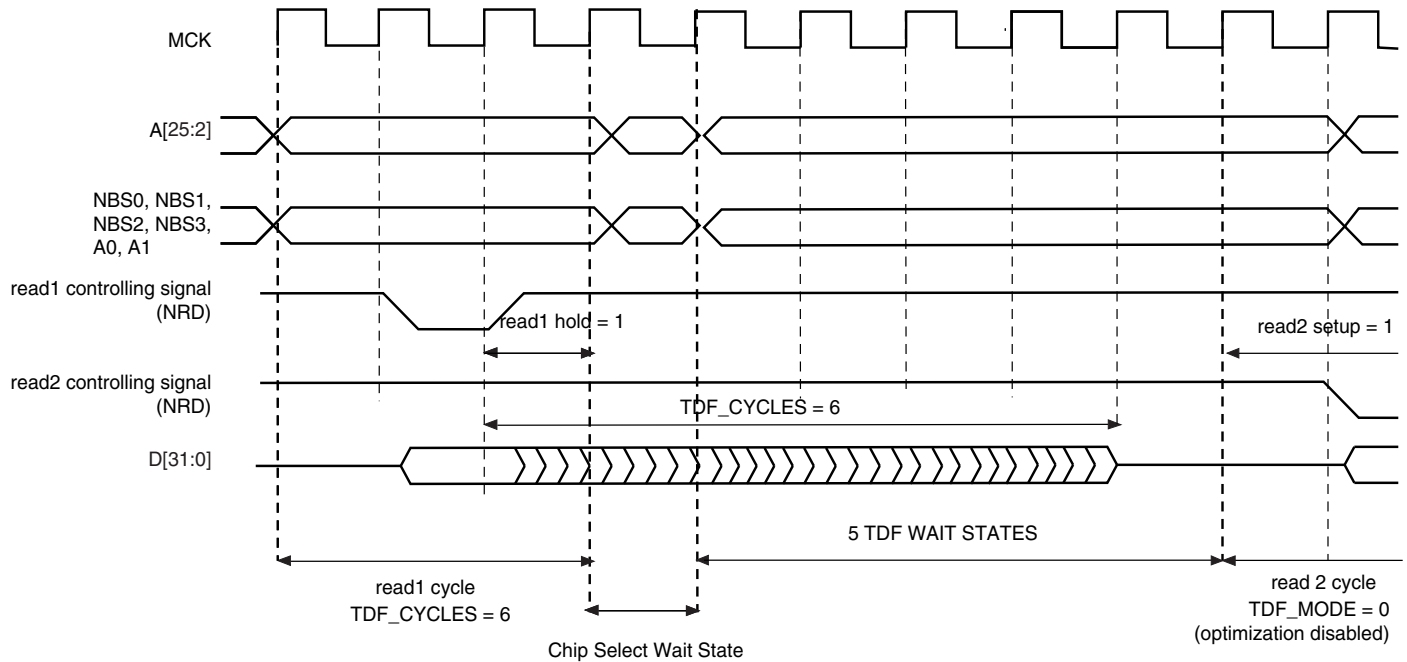 MCK
A[25:2]
NBS0, NBS1,
NBS2, NBS3,
A0, A1
read1 controlling signal
(NRD)
read1 hold = 1
read2 setup = 1
read2 controlling signal
(NRD)
TDF_CYCLES = 6
D[31:0]
5 TDF WAIT STATES
read1 cycle
TDF_CYCLES = 6
Chip Select Wait State
read 2 cycle
TDF_MODE = 0
(optimization disabled)